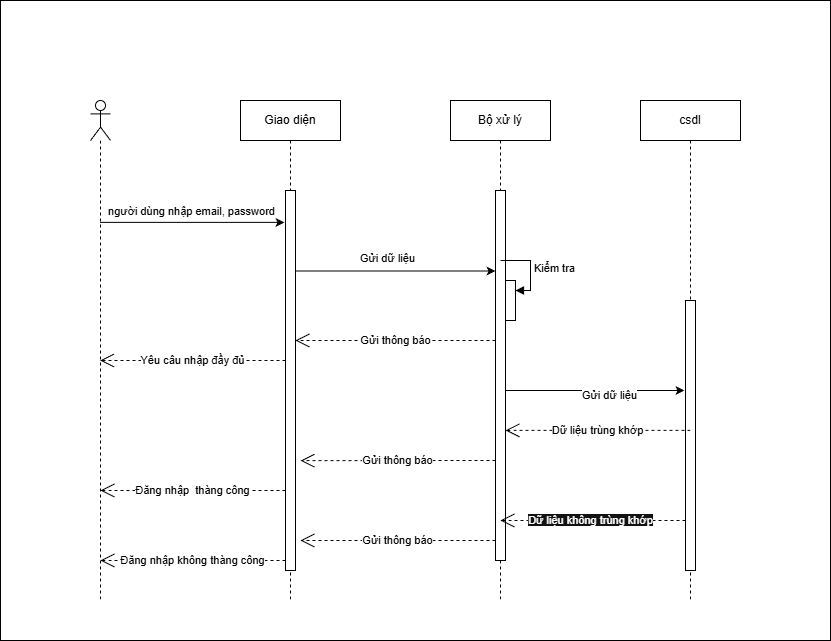 Giao diện
Bộ xử lý
csdl
người dùng nhập email, password
Gửi dữ liệu
Kiểm tra
Gửi thông báo
Yêu câu nhập đầy đủ
Gửi dữ liệu
Dữ liệu trùng khớp
Gửi thông báo
Đăng nhập thàng công
Dữ liệu không trùng khớp
Gửi thông báo
Đăng nhập không thàng công